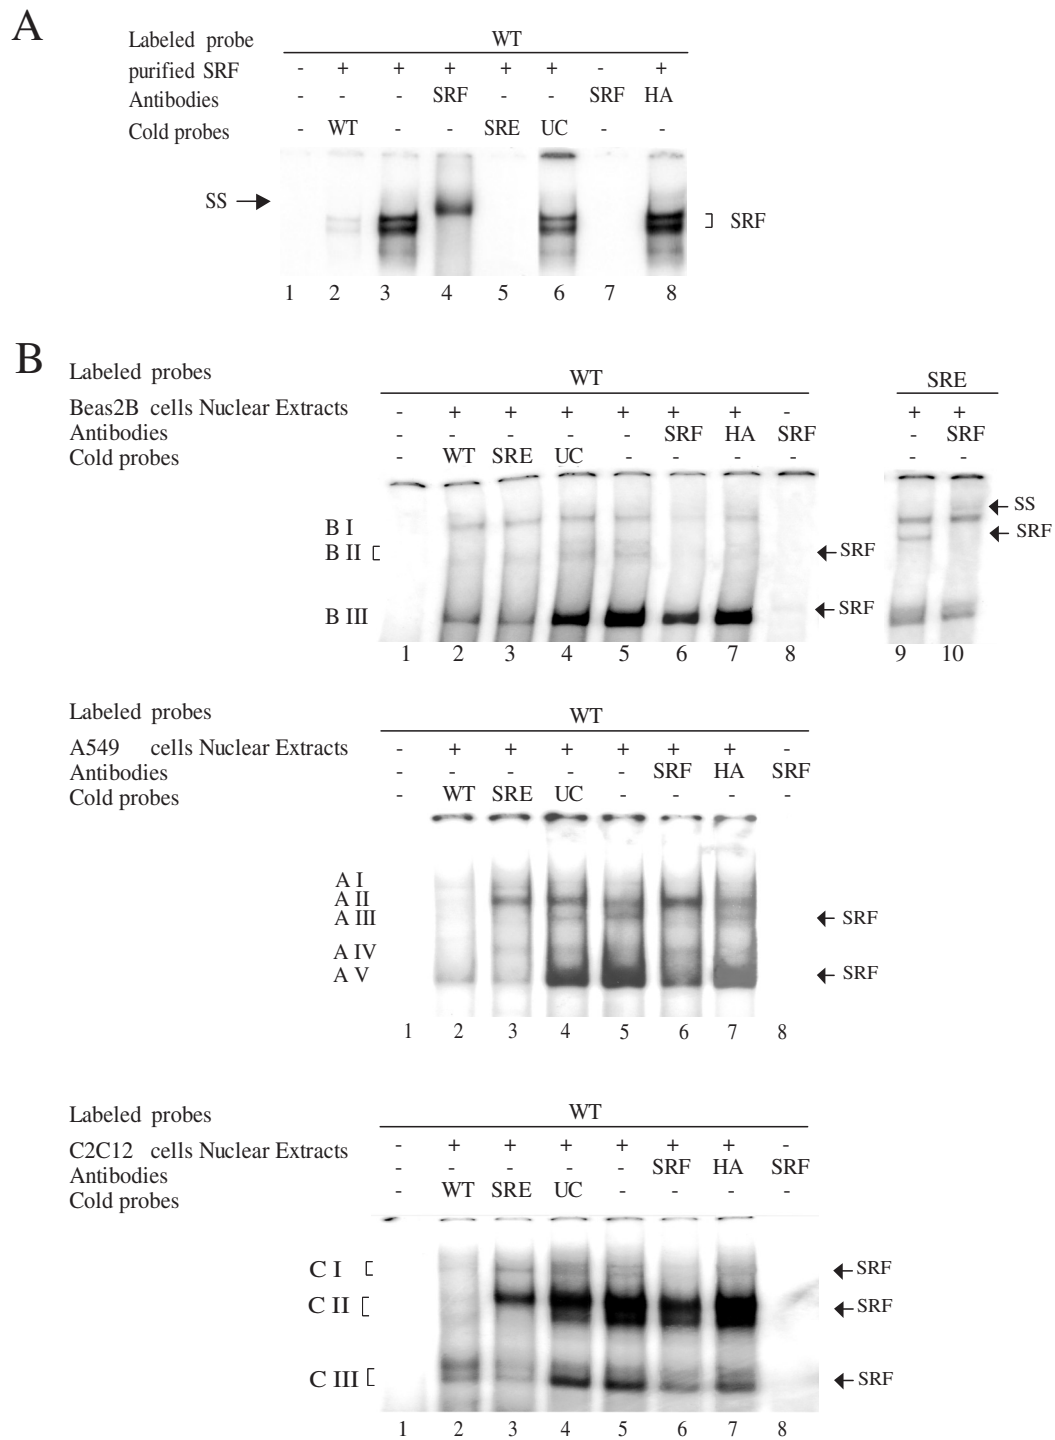 A
Labeled probe WT
purified SRF - + + + + + - +
Antibodies - - - SRF - - SRF HA
Cold probes - WT - - SRE UC - -
SS
SRF
1 2 3 4 5 6 7 8
B
Labeled probes WT SRE
Beas2B cells Nuclear Extracts - + + + + + + - + +
Antibodies - - - - - SRF HA SRF - SRF
Cold probes - WT SRE UC - - - - - -
SS
B I SRF
B II SRF
B III SRF
1 2 3 4 5 6 7 8 9 10
Labeled probes WT
A549 cells Nuclear Extracts - + + + + + + -
Antibodies - - - - - SRF HA SRF
Cold probes - WT SRE UC - - - -
A I
A II
A III SRF
A IV
A V SRF
1 2 3 4 5 6 7 8
Labeled probes WT
C2C12 cells Nuclear Extracts - + + + + + + -
Antibodies - - - - - SRF HA SRF
Cold probes - WT SRE UC - - - -
C I SRF
C II SRF
C III SRF
1 2 3 4 5 6 7 8